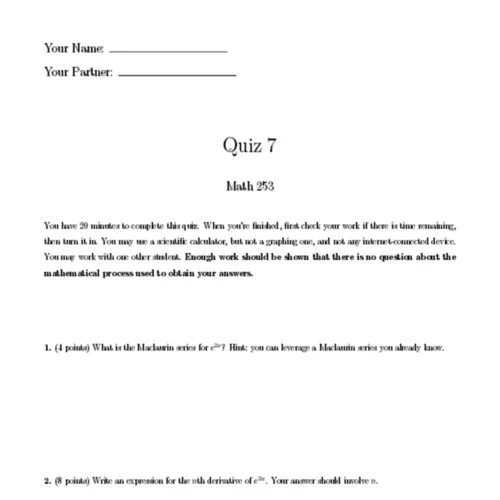 Your Name:
Your Partner:
Quiz 7
Math 253
You have 20 minutes to complete this quiz. When you're finished, first check your work if there is time remaining,
then turn it in. You may use a scientific calculator, but not a graphing one, and not any internet-connected device.
You may work with one other student. Enough work should be shown that there is no question about the
mathematical process used to obtain your answers.
1. (4 points) What is the Maclaurin series for e²ˣ? Hint: you can leverage a Maclaurin series you already know.
2. (8 points) Write an expression for the nth derivative of e²ˣ. Your answer should involve n.